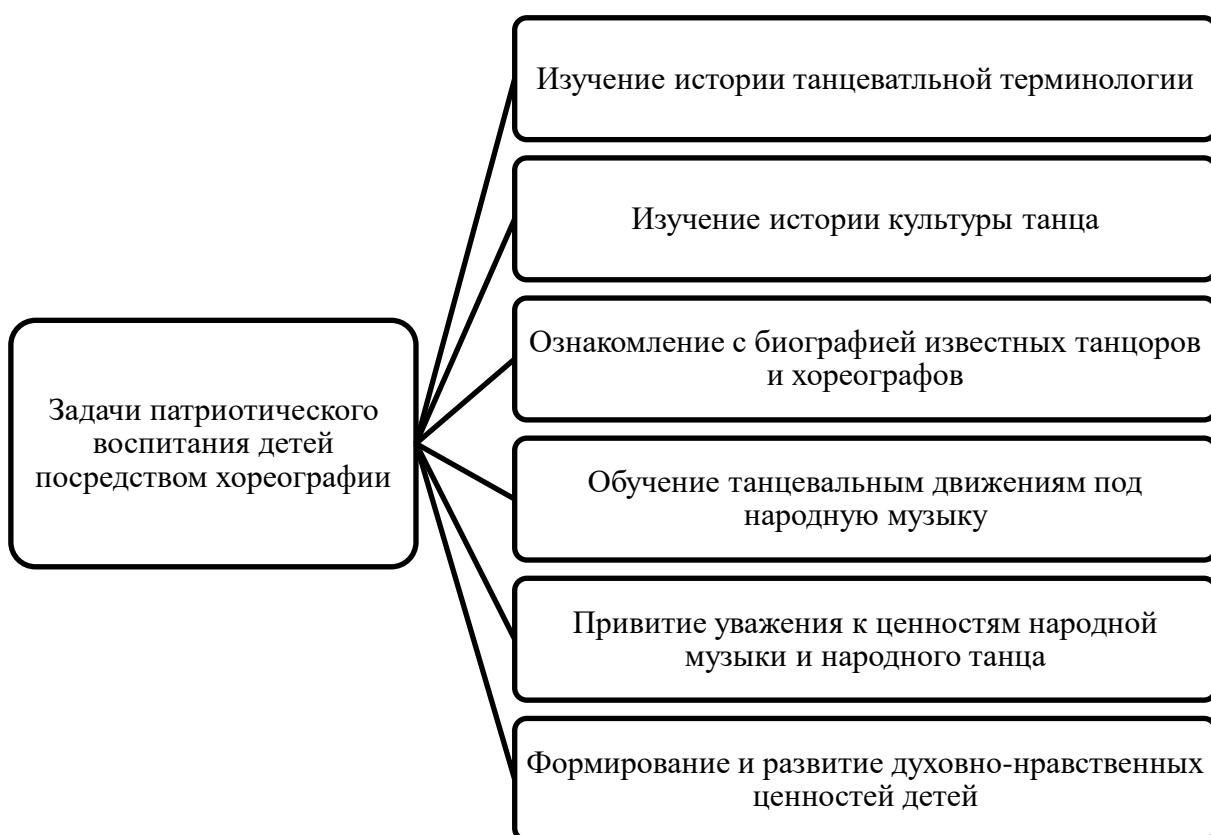 Изучение истории танцеватльной терминологии
Изучение истории культуры танца
Ознакомление с биографией известных танцоров
и хореографов
Задачи патриотического
воспитания детей
посредством хореографии
Обучение танцевальным движениям под
народную музыку
Привитие уважения к ценностям народной
музыки и народного танца
Формирование и развитие духовно-нравственных
ценностей детей